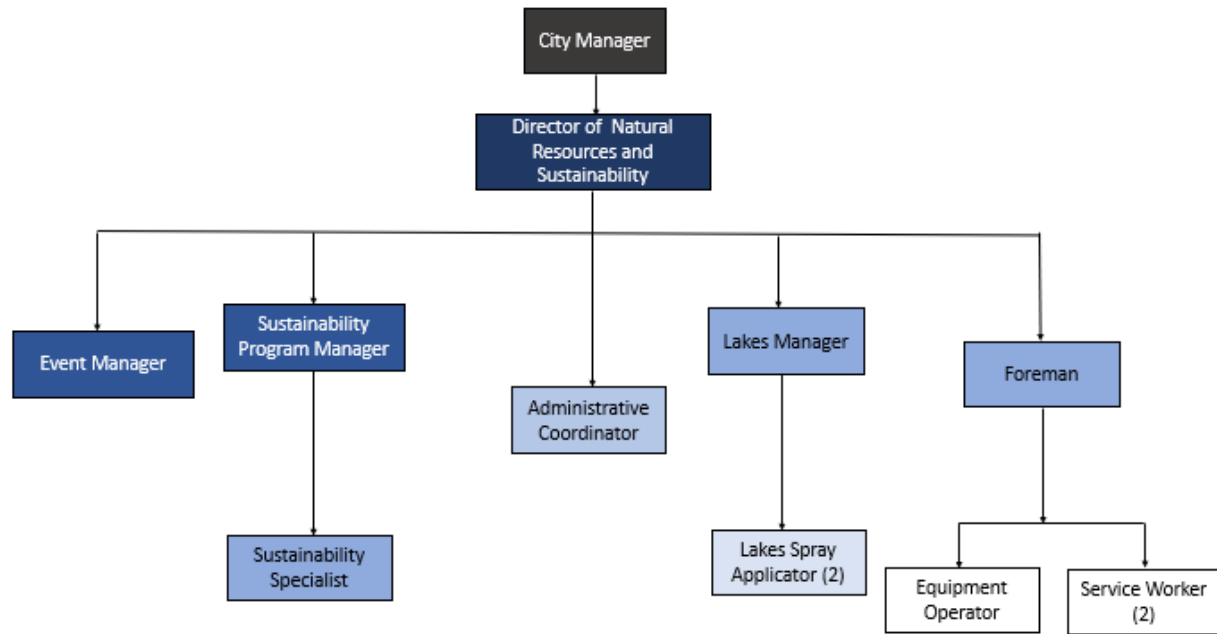 City Manager
Director of Natural
Resources and
Sustainability
Event Manager
Sustainability
Program Manager
Administrative
Coordinator
Lakes Manager
Foreman
Sustainability
Specialist
Lakes Spray
Applicator (2)
Equipment
Operator
Service Worker
(2)